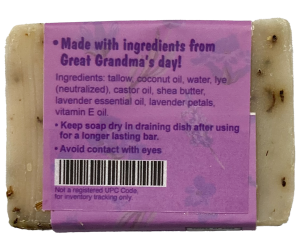 • Made with ingredients from
Great Grandma's day!
Ingredients: tallow, coconut oil, water, lye
(neutralized), castor oil, shea butter,
lavender essential oil, lavender petals,
vitamin E oil.
• Keep soap dry in draining dish after using
for a longer lasting bar.
• Avoid contact with eyes
Not a registered UPC Code,
for inventory tracking only.